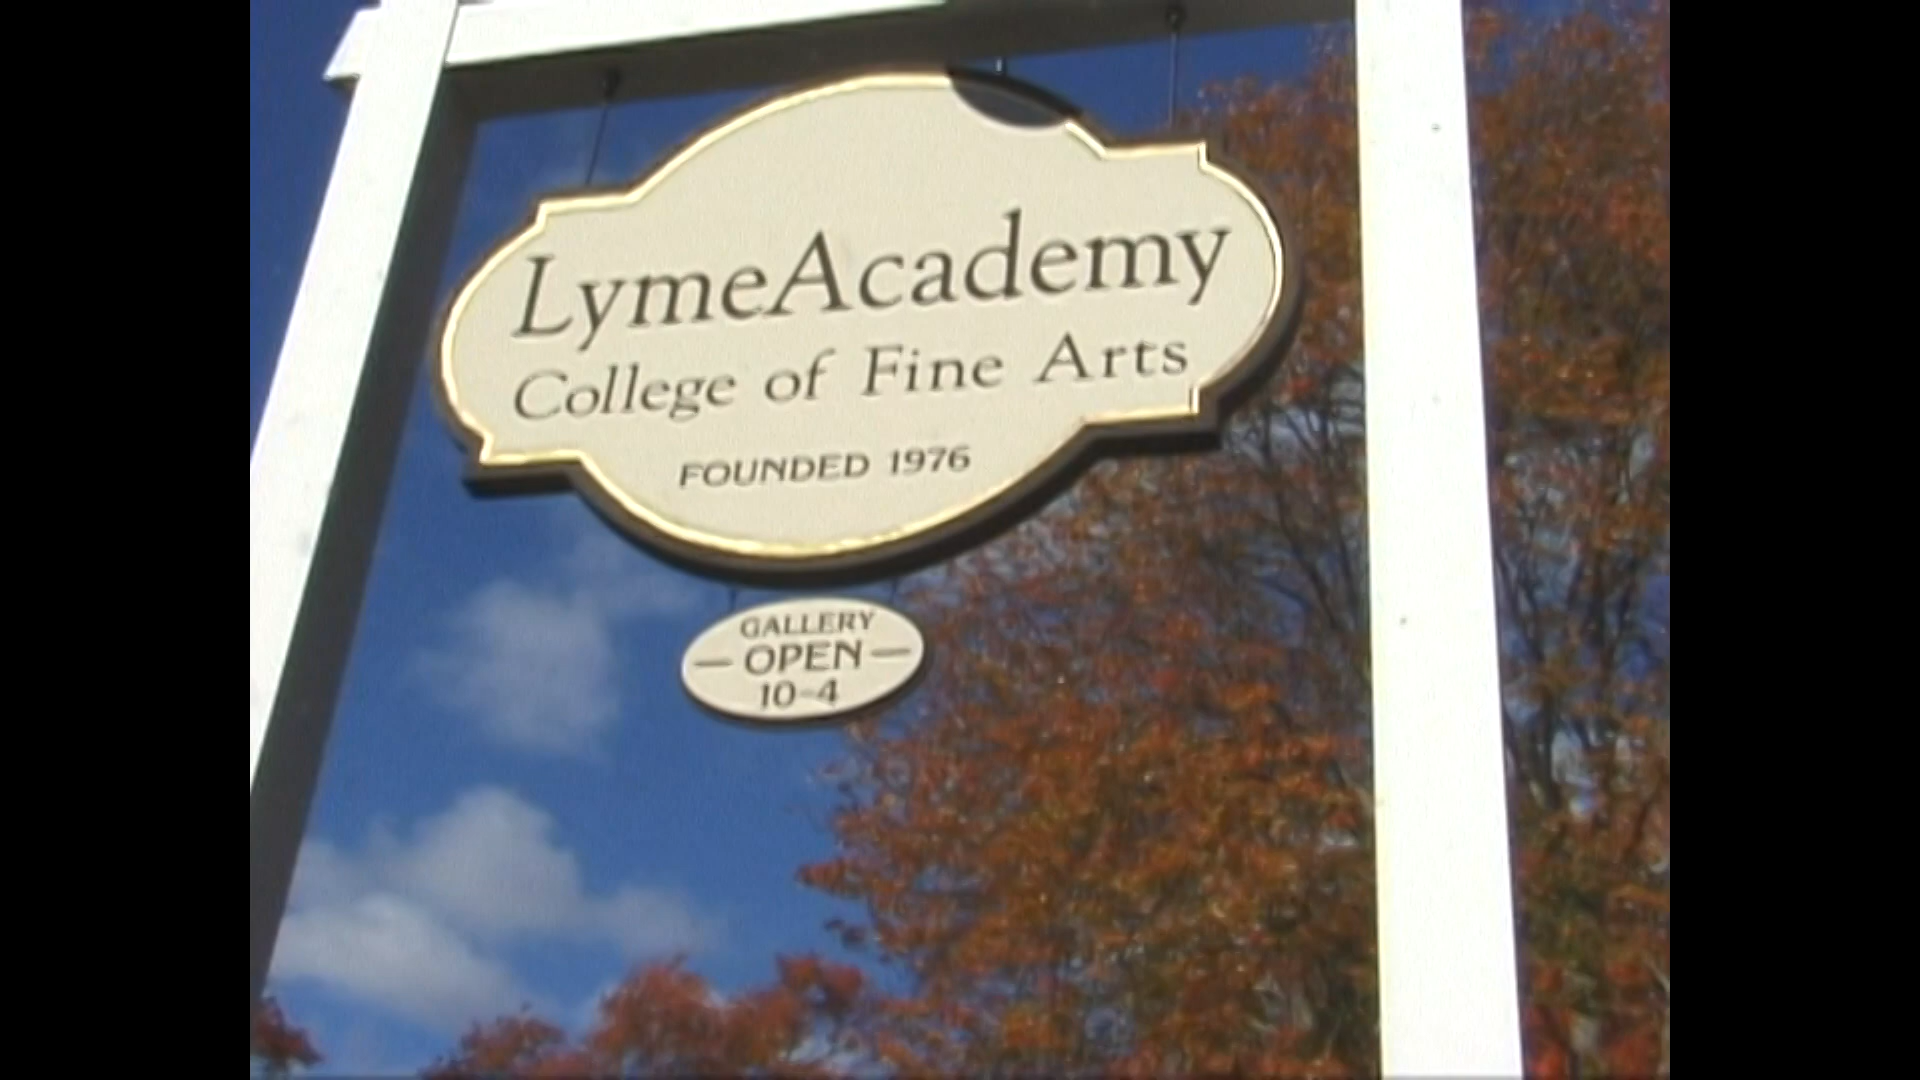 LymeAcademy
College of Fine Arts
FOUNDED 1976
GALLERY
— OPEN —
10-4